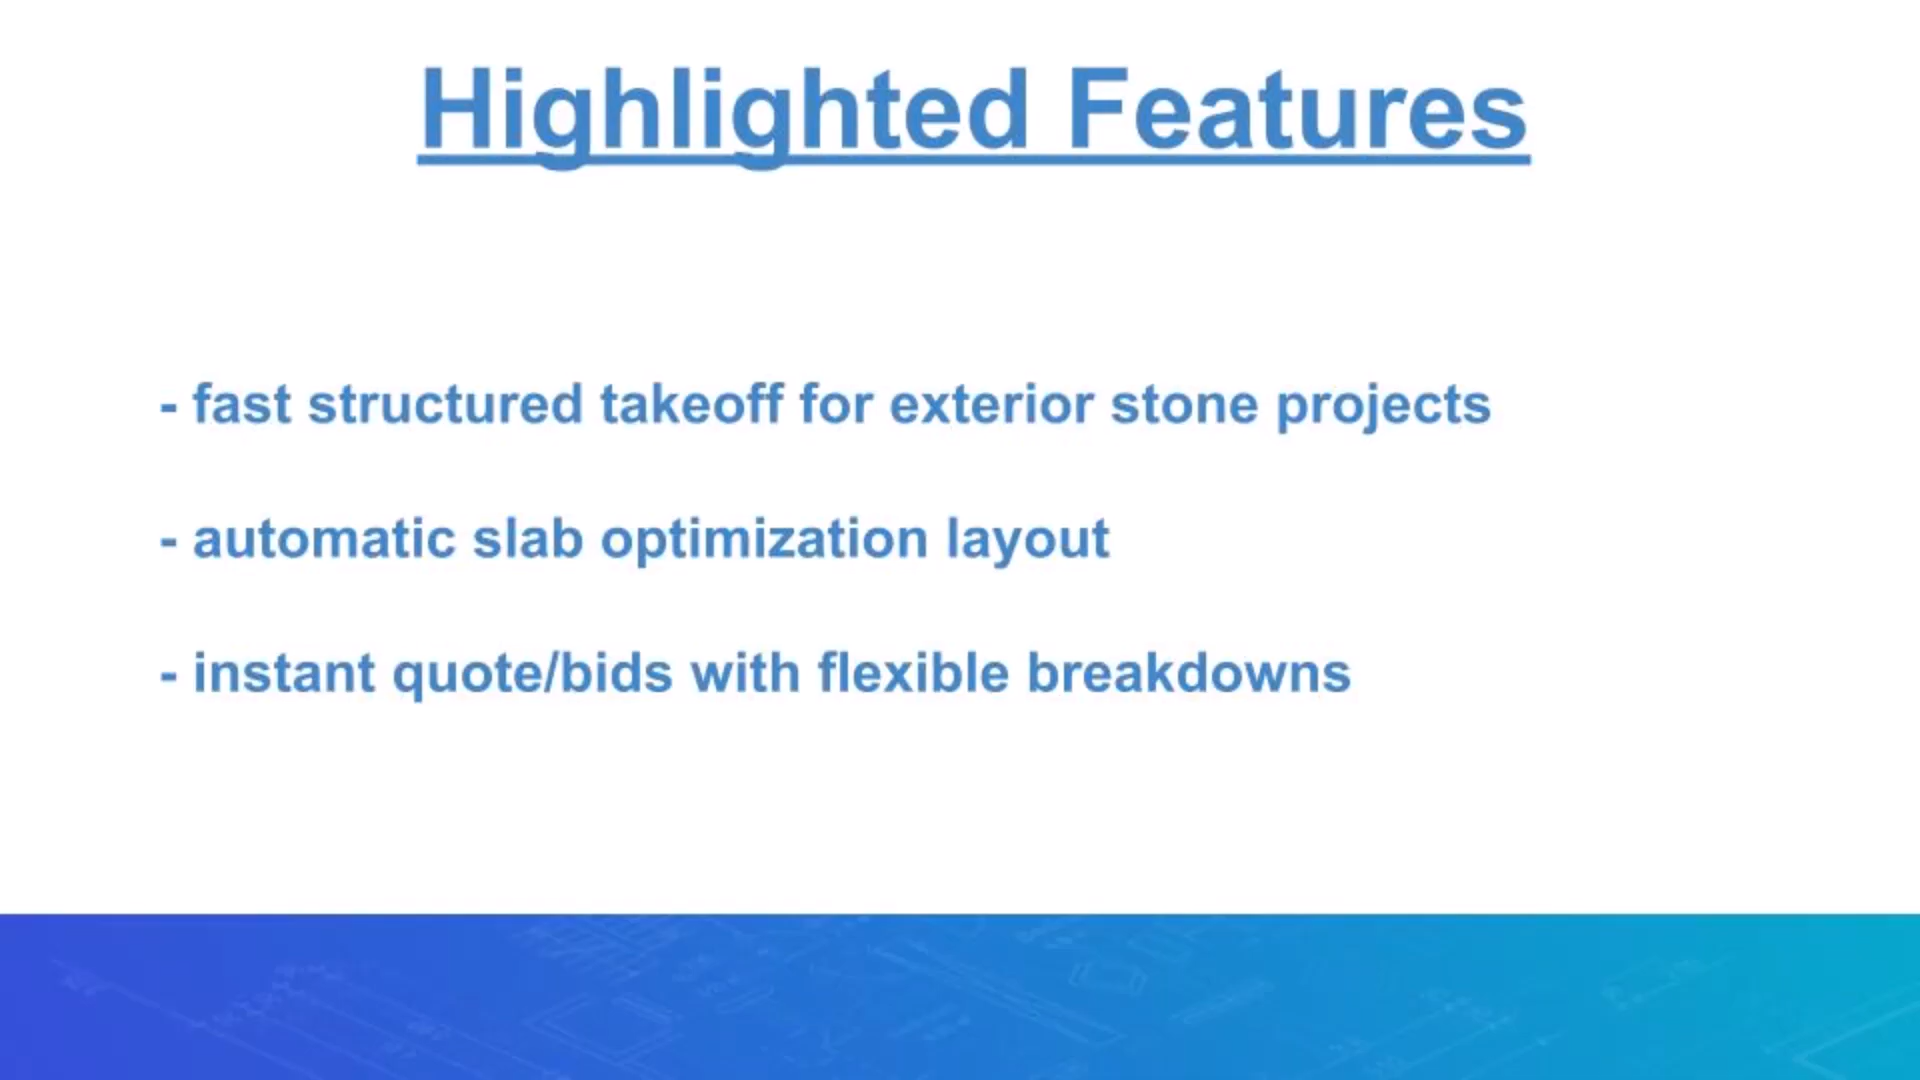 Highlighted Features
- fast structured takeoff for exterior stone projects
- automatic slab optimization layout
- instant quote/bids with flexible breakdowns